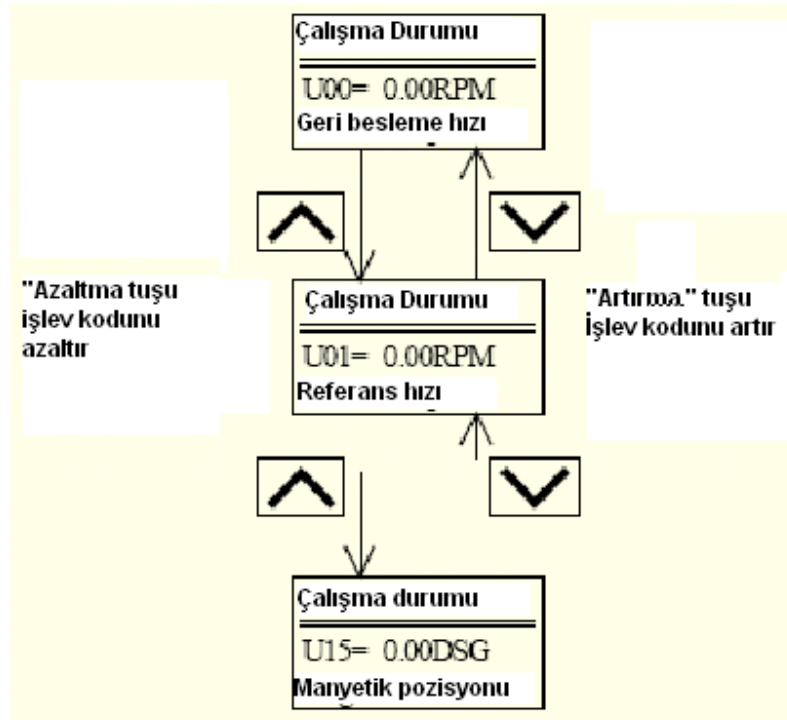 Çalışma Durumu
U00= 0.00RPM
Geri besleme hızı
"Azaltma tuşu
işlev kodunu
azaltır
Çalışma Durumu
U01= 0.00RPM
Referans hızı
"Artırma." tuşu
İşlev kodunu artır
Çalışma durumu
U15= 0.00DSG
Manyetik pozisyonu